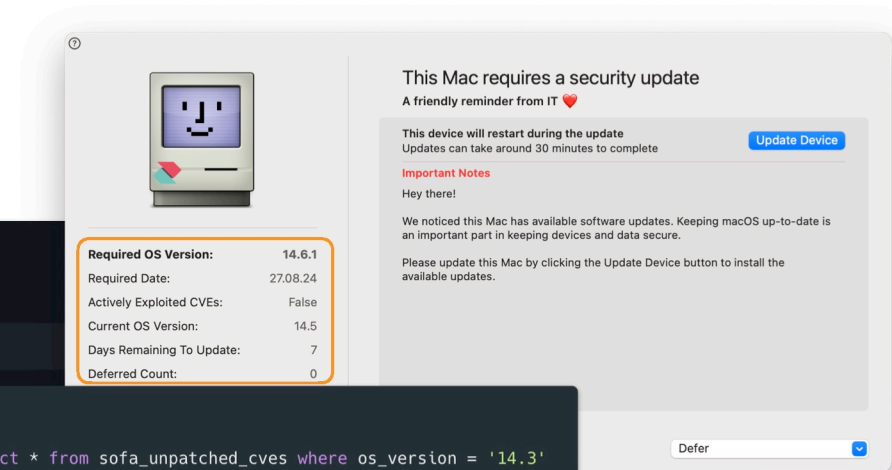 ?
This Mac requires a security update
A friendly reminder from IT ❤️
This device will restart during the update
Updates can take around 30 minutes to complete
Update Device
Important Notes
Hey there!
We noticed this Mac has available software updates. Keeping macOS up-to-date is
an important part in keeping devices and data secure.
Please update this Mac by clicking the Update Device button to install the
available updates.
Required OS Version: 14.6.1
Required Date: 27.08.24
Actively Exploited CVEs: False
Current OS Version: 14.5
Days Remaining To Update: 7
Deferred Count: 0
ct * from sofa_unpatched_cves where os_version = '14.3'
Defer